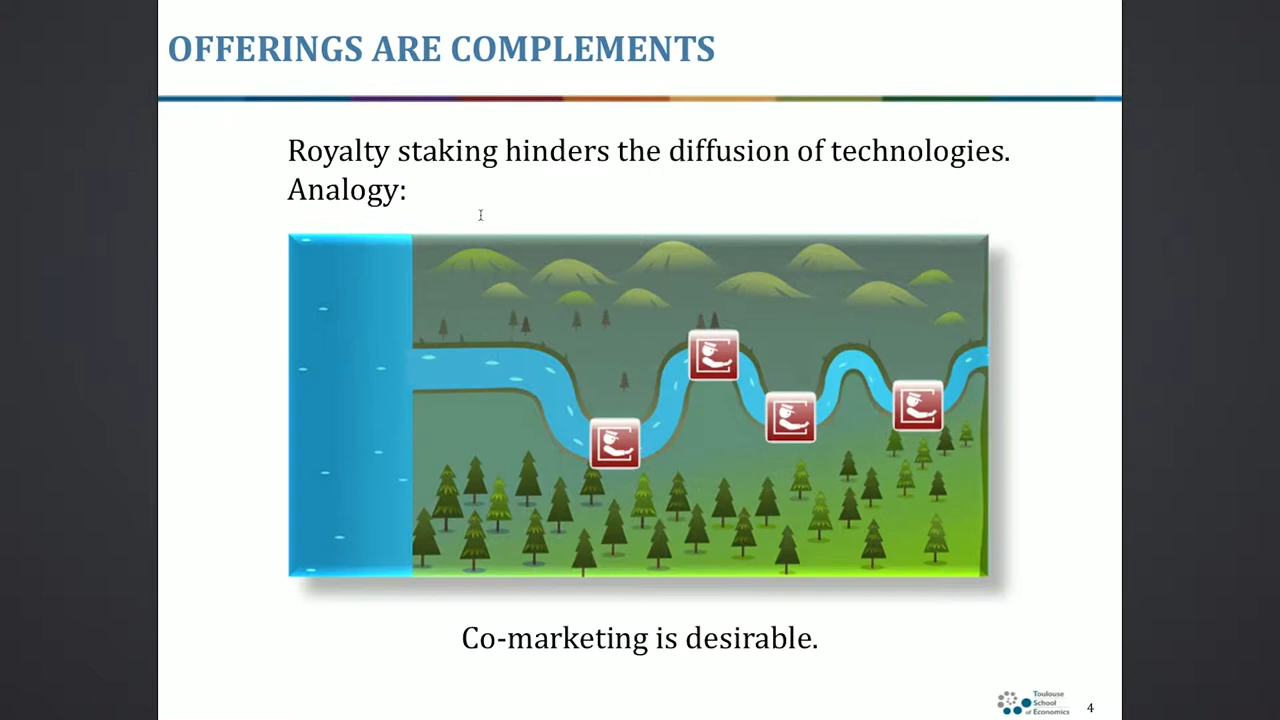 OFFERINGS ARE COMPLEMENTS
Royalty staking hinders the diffusion of technologies.
Analogy:
Co-marketing is desirable.
Toulouse
School
of Economics
4